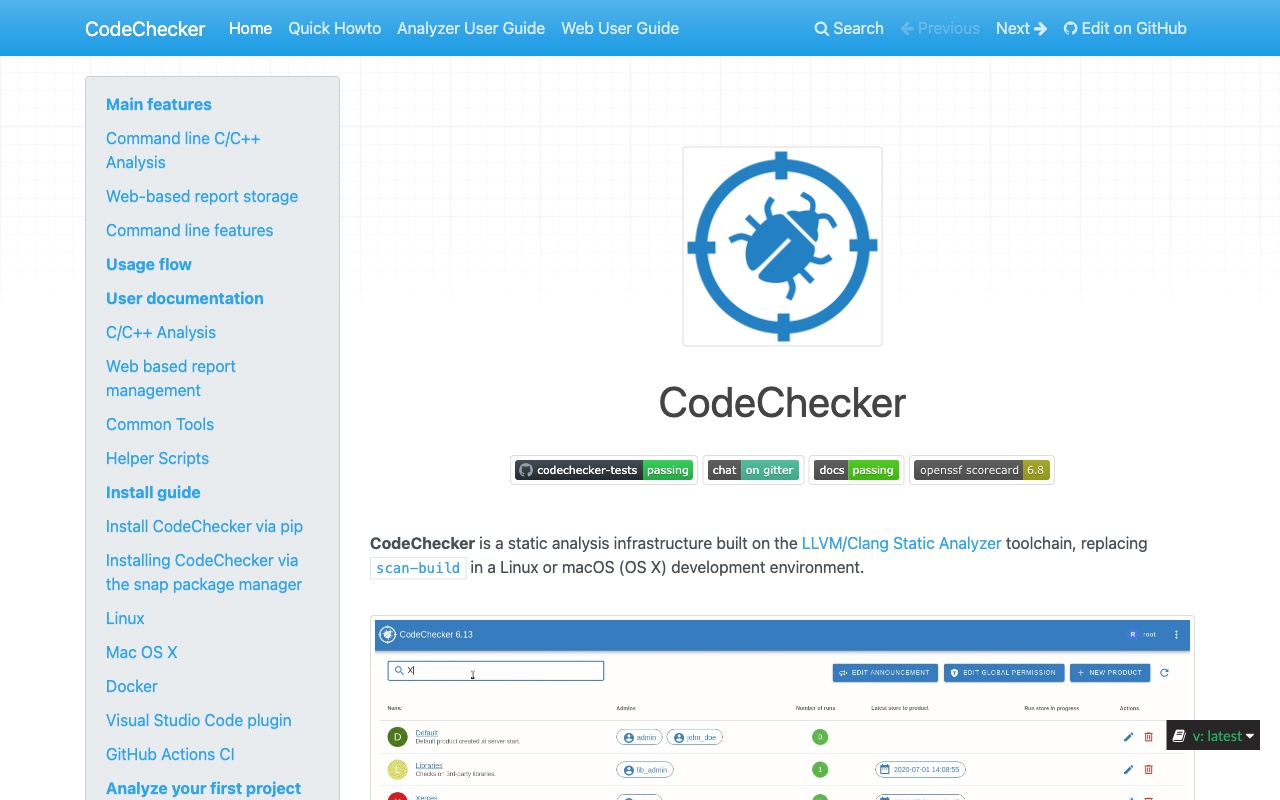 CodeChecker Home Quick Howto Analyzer User Guide Web User Guide Search Previous Next Edit on GitHub
Main features
Command line C/C++
Analysis
Web-based report storage
Command line features
Usage flow
User documentation
C/C++ Analysis
Web based report
management
Common Tools
Helper Scripts
Install guide
Install CodeChecker via pip
Installing CodeChecker via
the snap package manager
Linux
Mac OS X
Docker
Visual Studio Code plugin
GitHub Actions CI
Analyze your first project
CodeChecker
codechecker-tests passing chat on gitter docs passing openssf scorecard 6.8
CodeChecker is a static analysis infrastructure built on the LLVM/Clang Static Analyzer toolchain, replacing
scan-build in a Linux or macOS (OS X) development environment.
CodeChecker 6.13 R root
X EDIT ANNOUNCEMENT EDIT GLOBAL PERMISSION + NEW PRODUCT
Name Admins Number of runs Latest store to product Run store in progress Actions
D Default admin john_doe 0
Default product created at server start.
L Libraries lib_admin 1 2020-07-01 14:08:55
Checks on 3rd-party libraries.
Xerces
v: latest